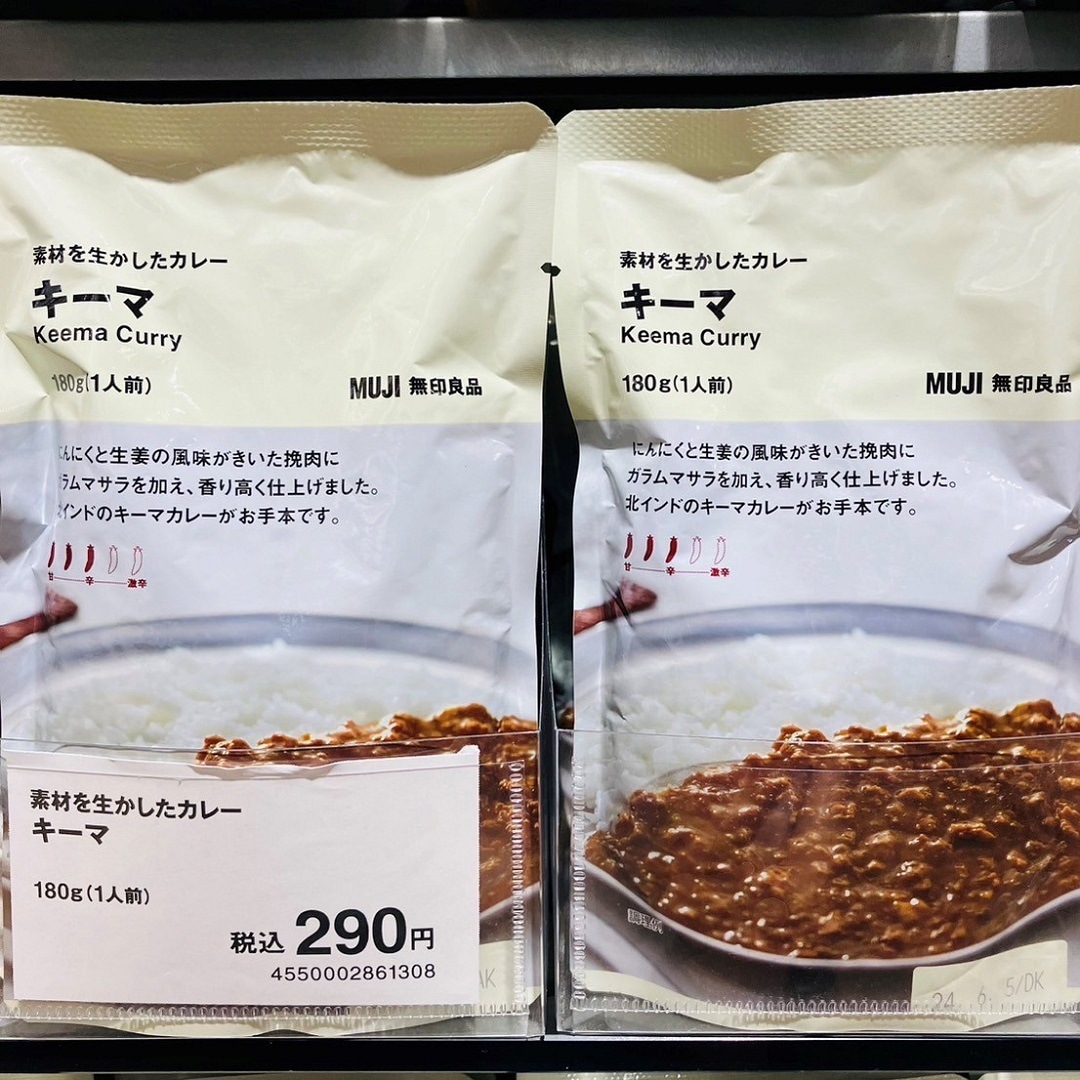 素材を生かしたカレー
キーマ
Keema Curry
180g(1人前)
MUJI 無印良品
にんにくと生姜の風味がきいた挽肉に
ガラムマサラを加え、香り高く仕上げました。
北インドのキーマカレーがお手本です。
甘 辛 激辛
素材を生かしたカレー
キーマ
180g(1人前)
税込 290円
4550002861308
AK
素材を生かしたカレー
キーマ
Keema Curry
180g(1人前)
MUJI 無印良品
にんにくと生姜の風味がきいた挽肉に
ガラムマサラを加え、香り高く仕上げました。
北インドのキーマカレーがお手本です。
甘 辛 激辛
調理例
24. 6. 5/DK